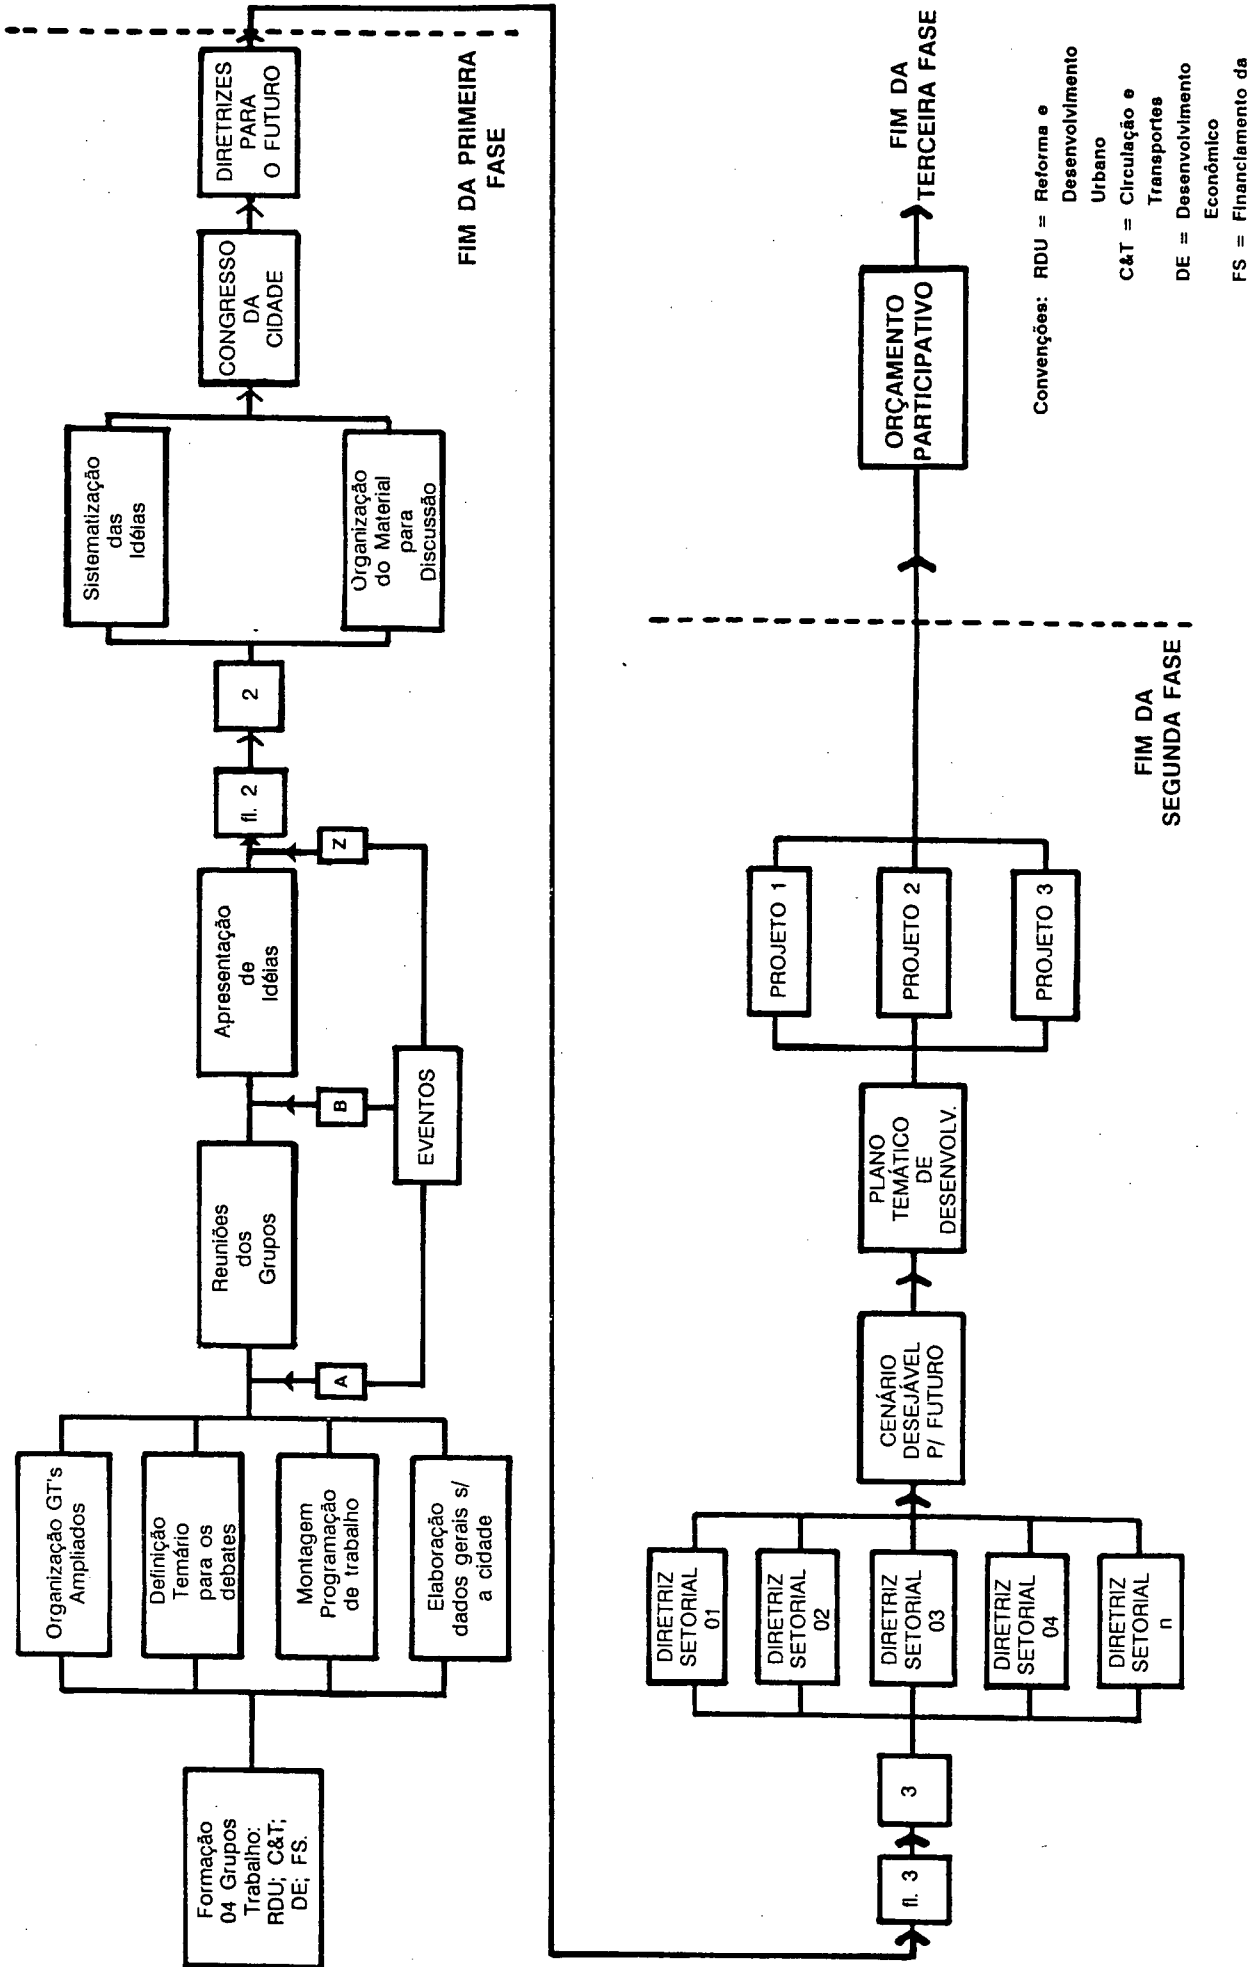 Formação
04 Grupos
Trabalho:
RDU; C&T;
DE; FS.
Organização GT's
Ampliados
Definição
Temário
para os
debates
Montagem
Programação
de trabalho
Elaboração
dados gerais s/
a cidade
A
Reuniões
dos
Grupos
B
EVENTOS
Apresentação
de
Idéias
Z
fl. 2
2
Sistematização
das
Idéias
Organização
do Material
para
Discussão
CONGRESSO
DA
CIDADE
DIRETRIZES
PARA
O FUTURO
FIM DA PRIMEIRA
FASE
fl. 3
3
DIRETRIZ
SETORIAL
01
DIRETRIZ
SETORIAL
02
DIRETRIZ
SETORIAL
03
DIRETRIZ
SETORIAL
04
DIRETRIZ
SETORIAL
n
CENÁRIO
DESEJÁVEL
P/ FUTURO
PLANO
TEMÁTICO
DE
DESENVOLV.
PROJETO 1
PROJETO 2
PROJETO 3
FIM DA
SEGUNDA FASE
ORÇAMENTO
PARTICIPATIVO
FIM DA
TERCEIRA FASE
Convenções: RDU = Reforma e
Desenvolvimento
Urbano
C&T = Circulação e
Transportes
DE = Desenvolvimento
Econômico
FS = Financiamento da